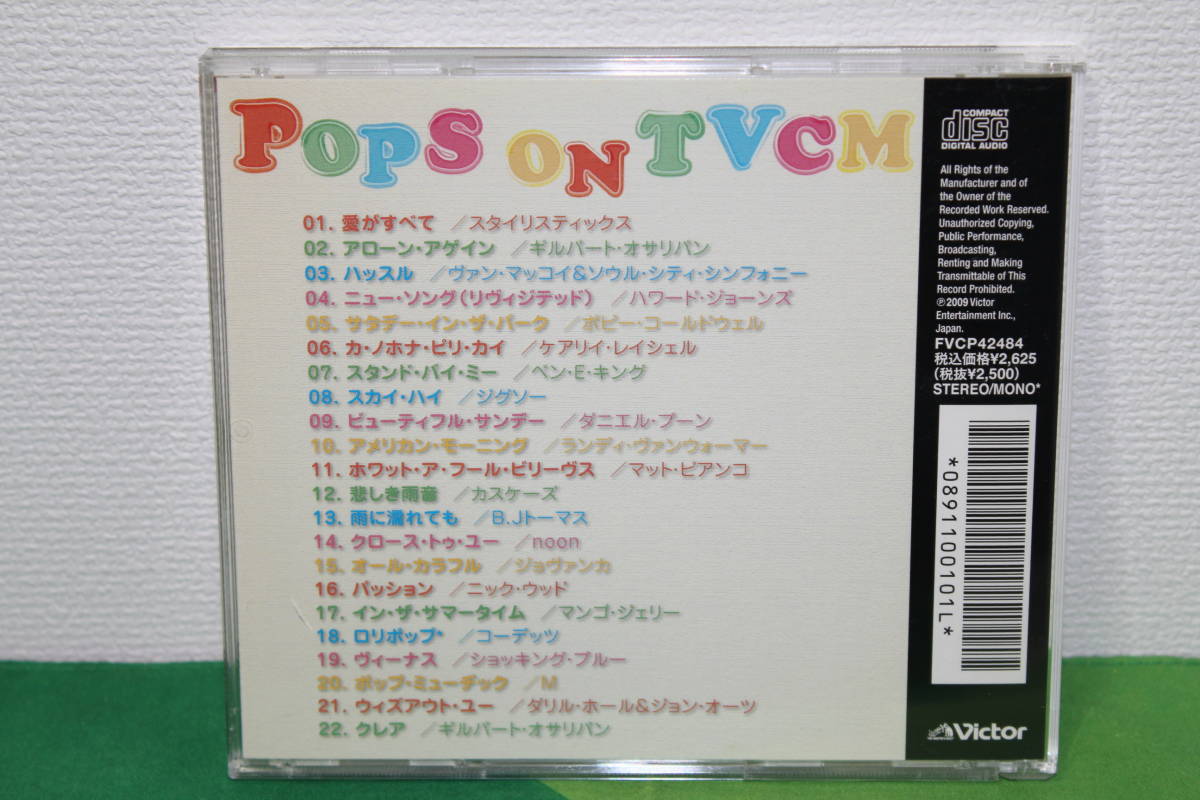 POPS ON TVCM
01. 愛がすべて ／スタイリスティックス
02. アローン・アゲイン ／ギルバート・オサリバン
03. ハッスル ／ヴァン・マッコイ＆ソウル・シティ・シンフォニー
04. ニュー・ソング（リヴィジテッド） ／ハワード・ジョーンズ
05. サタデー・イン・ザ・パーク ／ボビー・コールドウェル
06. カ・ノホナ・ピリ・カイ ／ケアリイ・レイシェル
07. スタンド・バイ・ミー ／ベン・E・キング
08. スカイ・ハイ ／ジグソー
09. ビューティフル・サンデー ／ダニエル・ブーン
10. アメリカン・モーニング ／ランディ・ヴァンウォーマー
11. ホワット・ア・フール・ビリーヴス ／マット・ビアンコ
12. 悲しき雨音 ／カスケーズ
13. 雨に濡れても ／B.Jトーマス
14. クロース・トゥ・ユー ／noon
15. オール・カラフル ／ジョヴァンカ
16. パッション ／ニック・ウッド
17. イン・ザ・サマータイム ／マンゴ・ジェリー
18. ロリポップ* ／コーデッツ
19. ヴィーナス ／ショッキング・ブルー
20. ポップ・ミューヂック ／M
21. ウィズアウト・ユー ／ダリル・ホール＆ジョン・オーツ
22. クレア ／ギルバート・オサリバン
COMPACT
disc
DIGITAL AUDIO
All Rights of the
Manufacturer and of
the Owner of the
Recorded Work Reserved.
Unauthorized Copying,
Public Performance,
Broadcasting,
Renting and Making
Transmittable of This
Record Prohibited.
℗2009 Victor
Entertainment Inc.,
Japan.
FVCP42484
税込価格¥2,625
（税抜¥2,500）
STEREO/MONO*
*0891100101L*
Victor